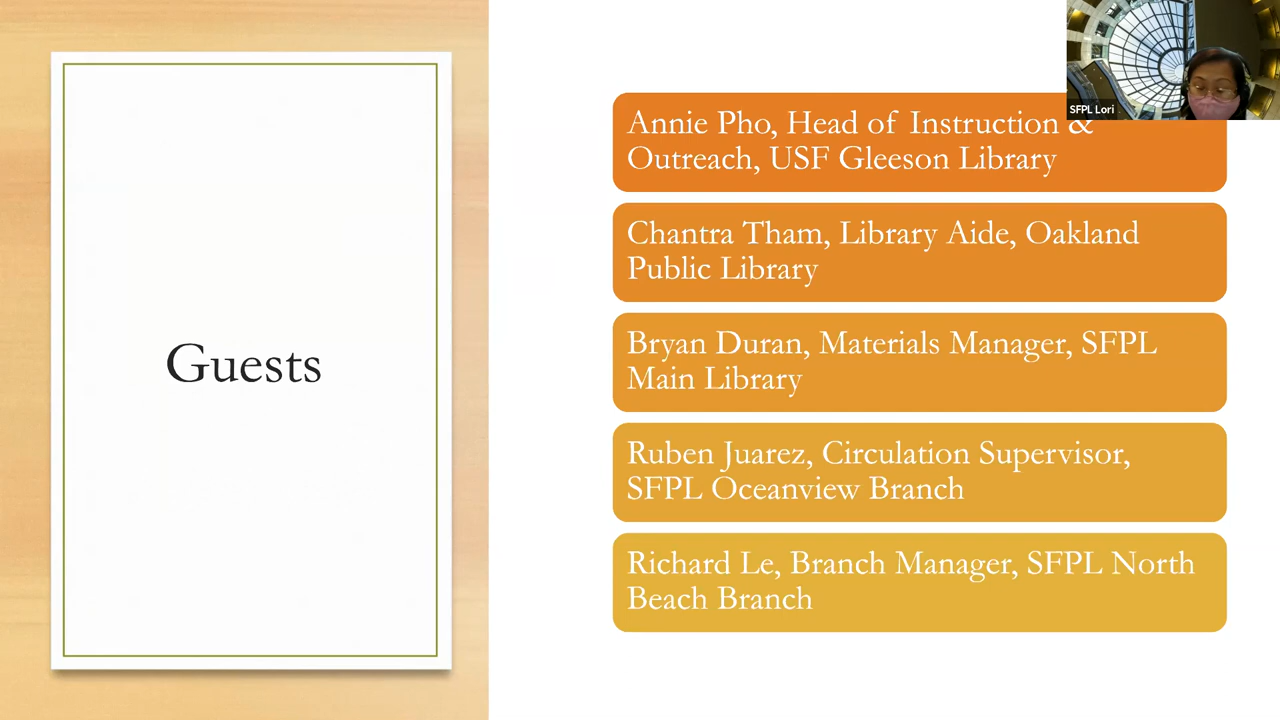 Guests
SFPL Lori
Annie Pho, Head of Instruction &
Outreach, USF Gleeson Library
Chantra Tham, Library Aide, Oakland
Public Library
Bryan Duran, Materials Manager, SFPL
Main Library
Ruben Juarez, Circulation Supervisor,
SFPL Oceanview Branch
Richard Le, Branch Manager, SFPL North
Beach Branch